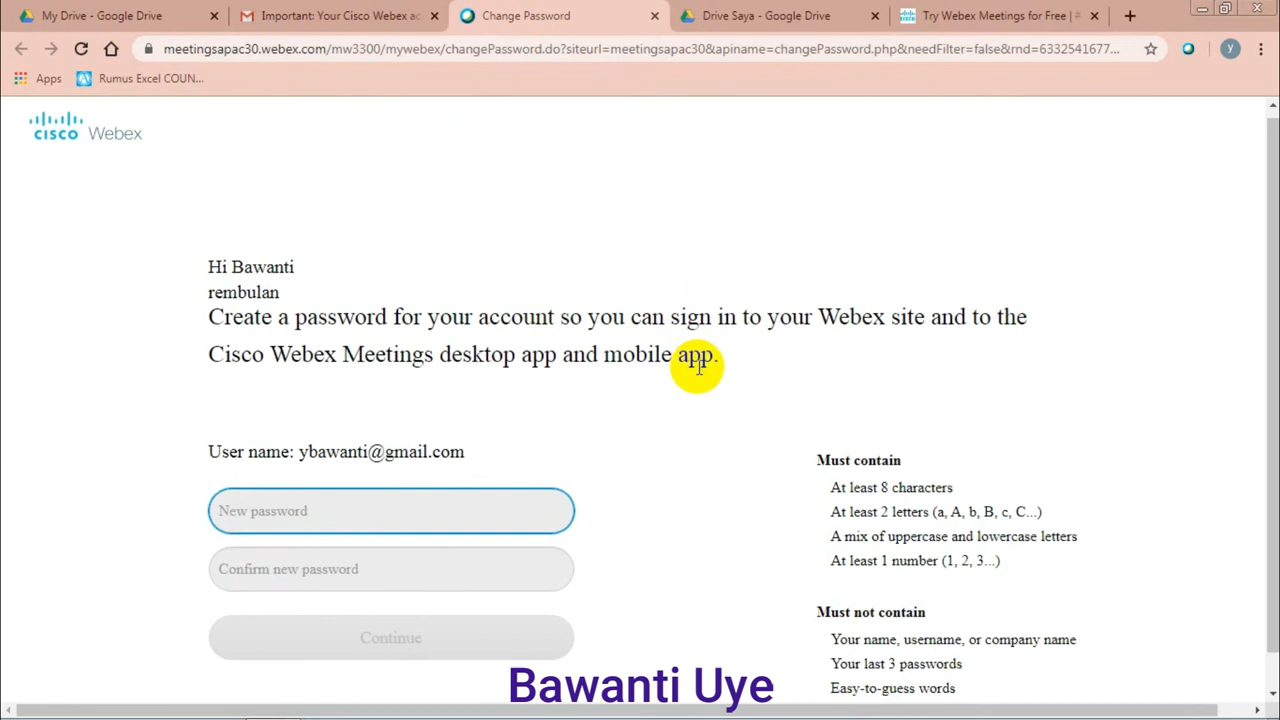 My Drive - Google Drive
Important: Your Cisco Webex ac
Change Password
Drive Saya - Google Drive
Try Webex Meetings for Free | #
meetingsapac30.webex.com/mw3300/mywebex/changePassword.do?siteurl=meetingsapac30&apiname=changePassword.php&needFilter=false&rnd=6332541677...
y
Apps
Rumus Excel COUN...
cisco Webex
Hi Bawanti
rembulan
Create a password for your account so you can sign in to your Webex site and to the
Cisco Webex Meetings desktop app and mobile app.
User name: ybawanti@gmail.com
New password
Confirm new password
Continue
Must contain
At least 8 characters
At least 2 letters (a, A, b, B, c, C...)
A mix of uppercase and lowercase letters
At least 1 number (1, 2, 3...)
Must not contain
Your name, username, or company name
Your last 3 passwords
Easy-to-guess words
Bawanti Uye